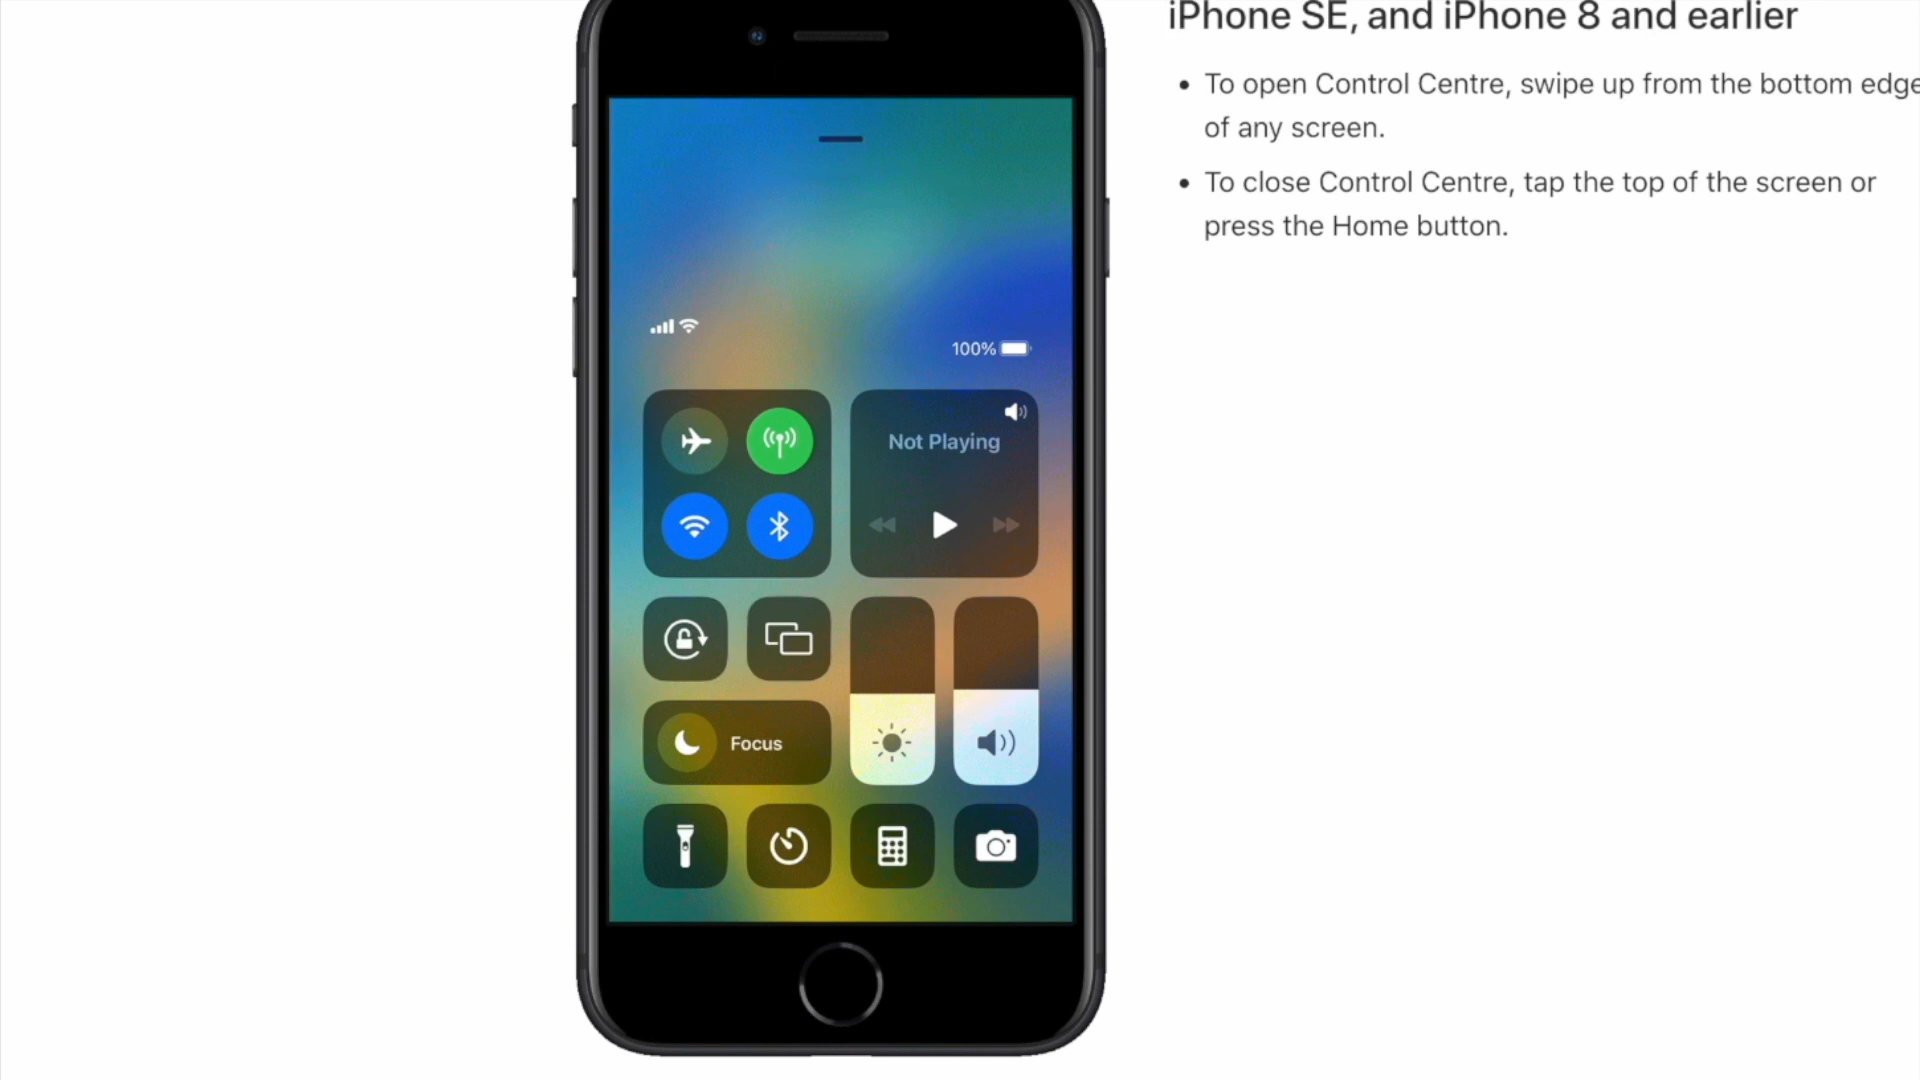 iPhone SE, and iPhone 8 and earlier
• To open Control Centre, swipe up from the bottom edge
of any screen.
• To close Control Centre, tap the top of the screen or
press the Home button.
100%
Not Playing
Focus